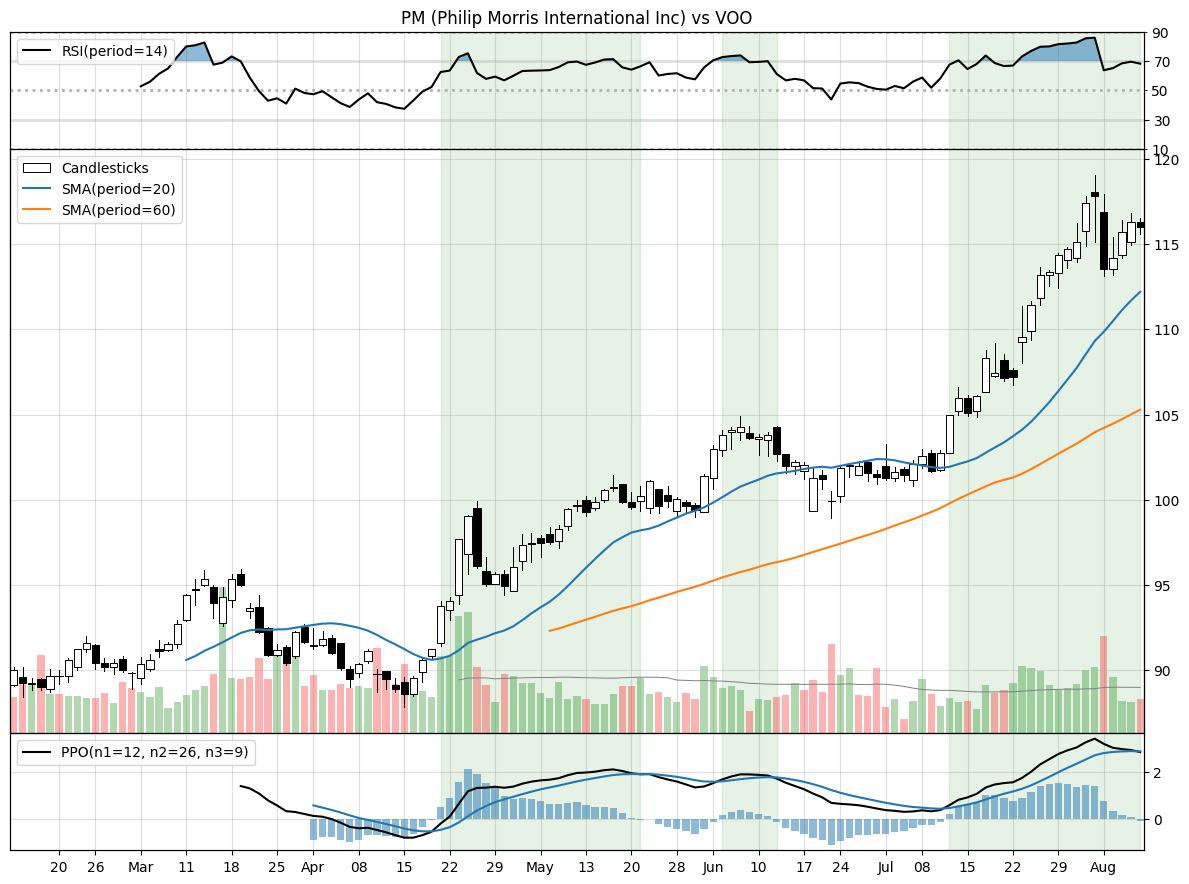 PM (Philip Morris International Inc) vs VOO
RSI(period=14)
90
70
50
30
10
Candlesticks
SMA(period=20)
SMA(period=60)
120
115
110
105
100
95
90
PPO(n1=12, n2=26, n3=9)
2
0
20 26 Mar 11 18 25 Apr 08 15 22 29 May 13 20 28 Jun 10 17 24 Jul 08 15 22 29 Aug